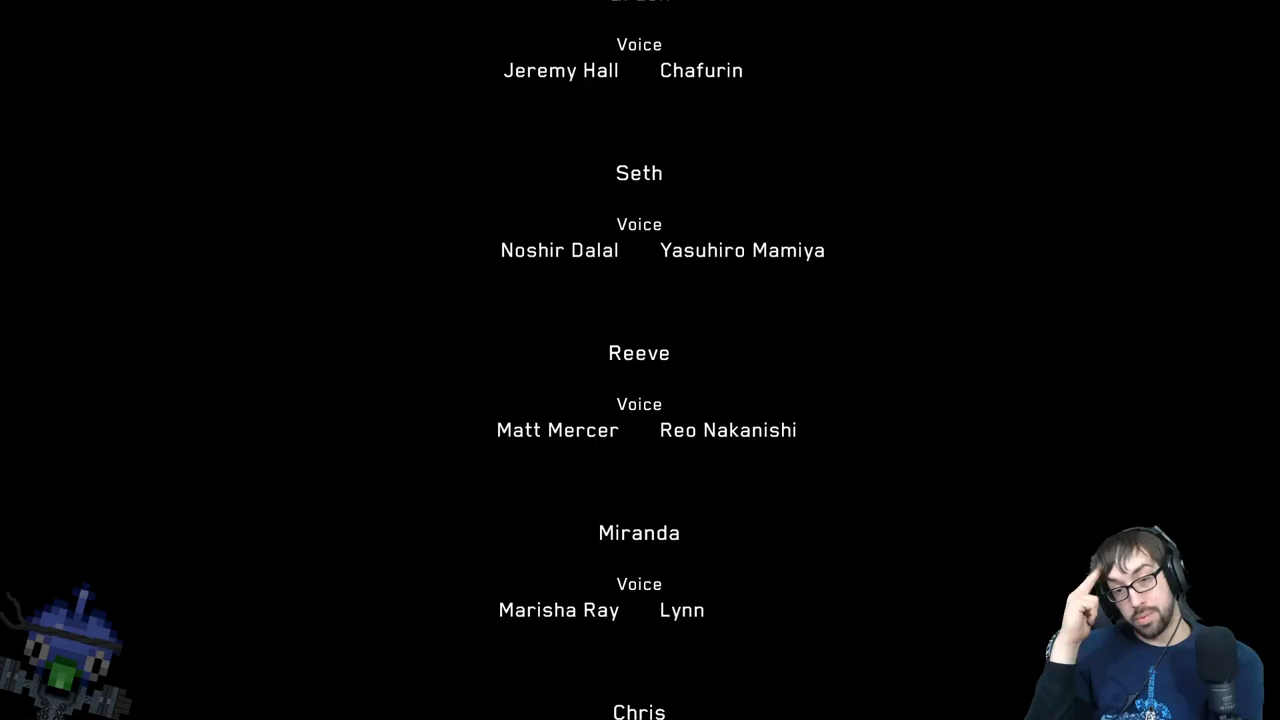 Voice
Jeremy Hall Chafurin
Seth
Voice
Noshir Dalal Yasuhiro Mamiya
Reeve
Voice
Matt Mercer Reo Nakanishi
Miranda
Voice
Marisha Ray Lynn
Chris